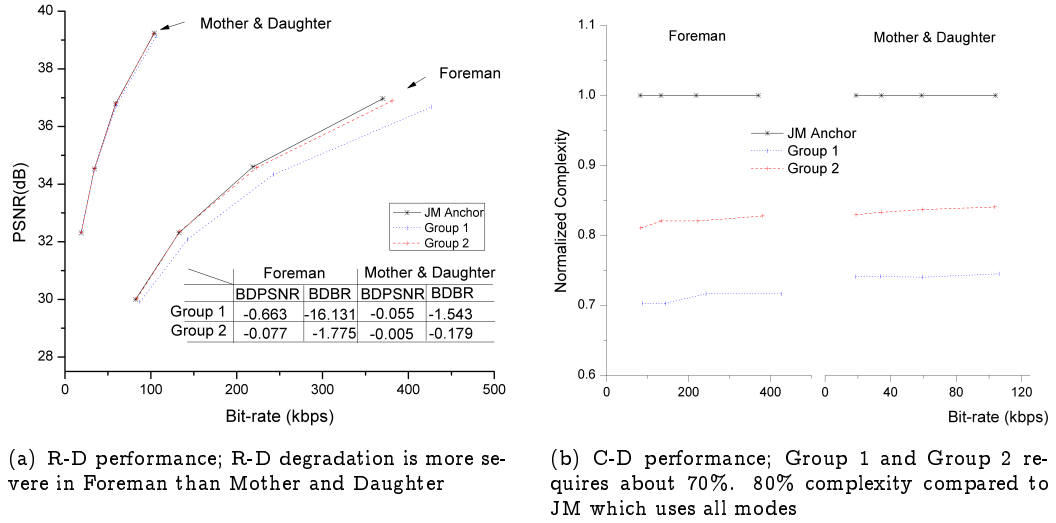 40
38
36
34
32
30
28
PSNR(dB)
0 100 200 300 400 500
Bit-rate (kbps)
Mother & Daughter
Foreman
JM Anchor
Group 1
Group 2
Foreman Mother & Daughter
BDPSNR BDBR BDPSNR BDBR
Group 1 -0.663 -16.131 -0.055 -1.543
Group 2 -0.077 -1.775 -0.005 -0.179
(a) R-D performance; R-D degradation is more se-
vere in Foreman than Mother and Daughter
1.1
1.0
0.9
0.8
0.7
0.6
Normalized Complexity
Foreman
Mother & Daughter
JM Anchor
Group 1
Group 2
0 200 400 0 40 80 120
Bit-rate (kbps)
(b) C-D performance; Group 1 and Group 2 re-
quires about 70%. 80% complexity compared to
JM which uses all modes